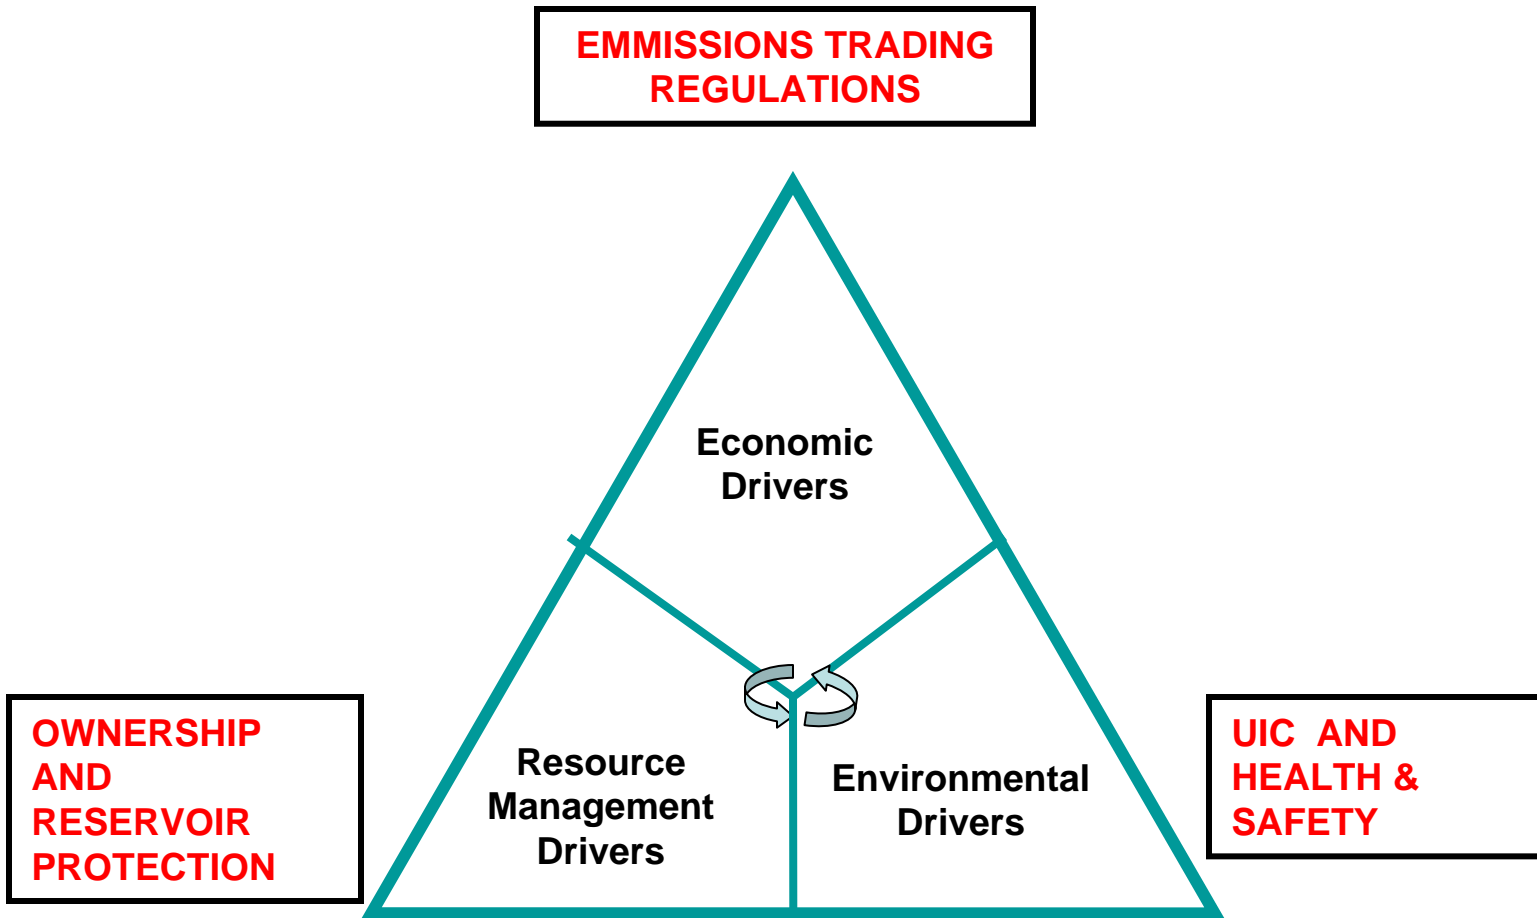 EMMISSIONS TRADING
REGULATIONS
Economic
Drivers
OWNERSHIP
AND
RESERVOIR
PROTECTION
Resource
Management
Drivers
Environmental
Drivers
UIC AND
HEALTH &
SAFETY